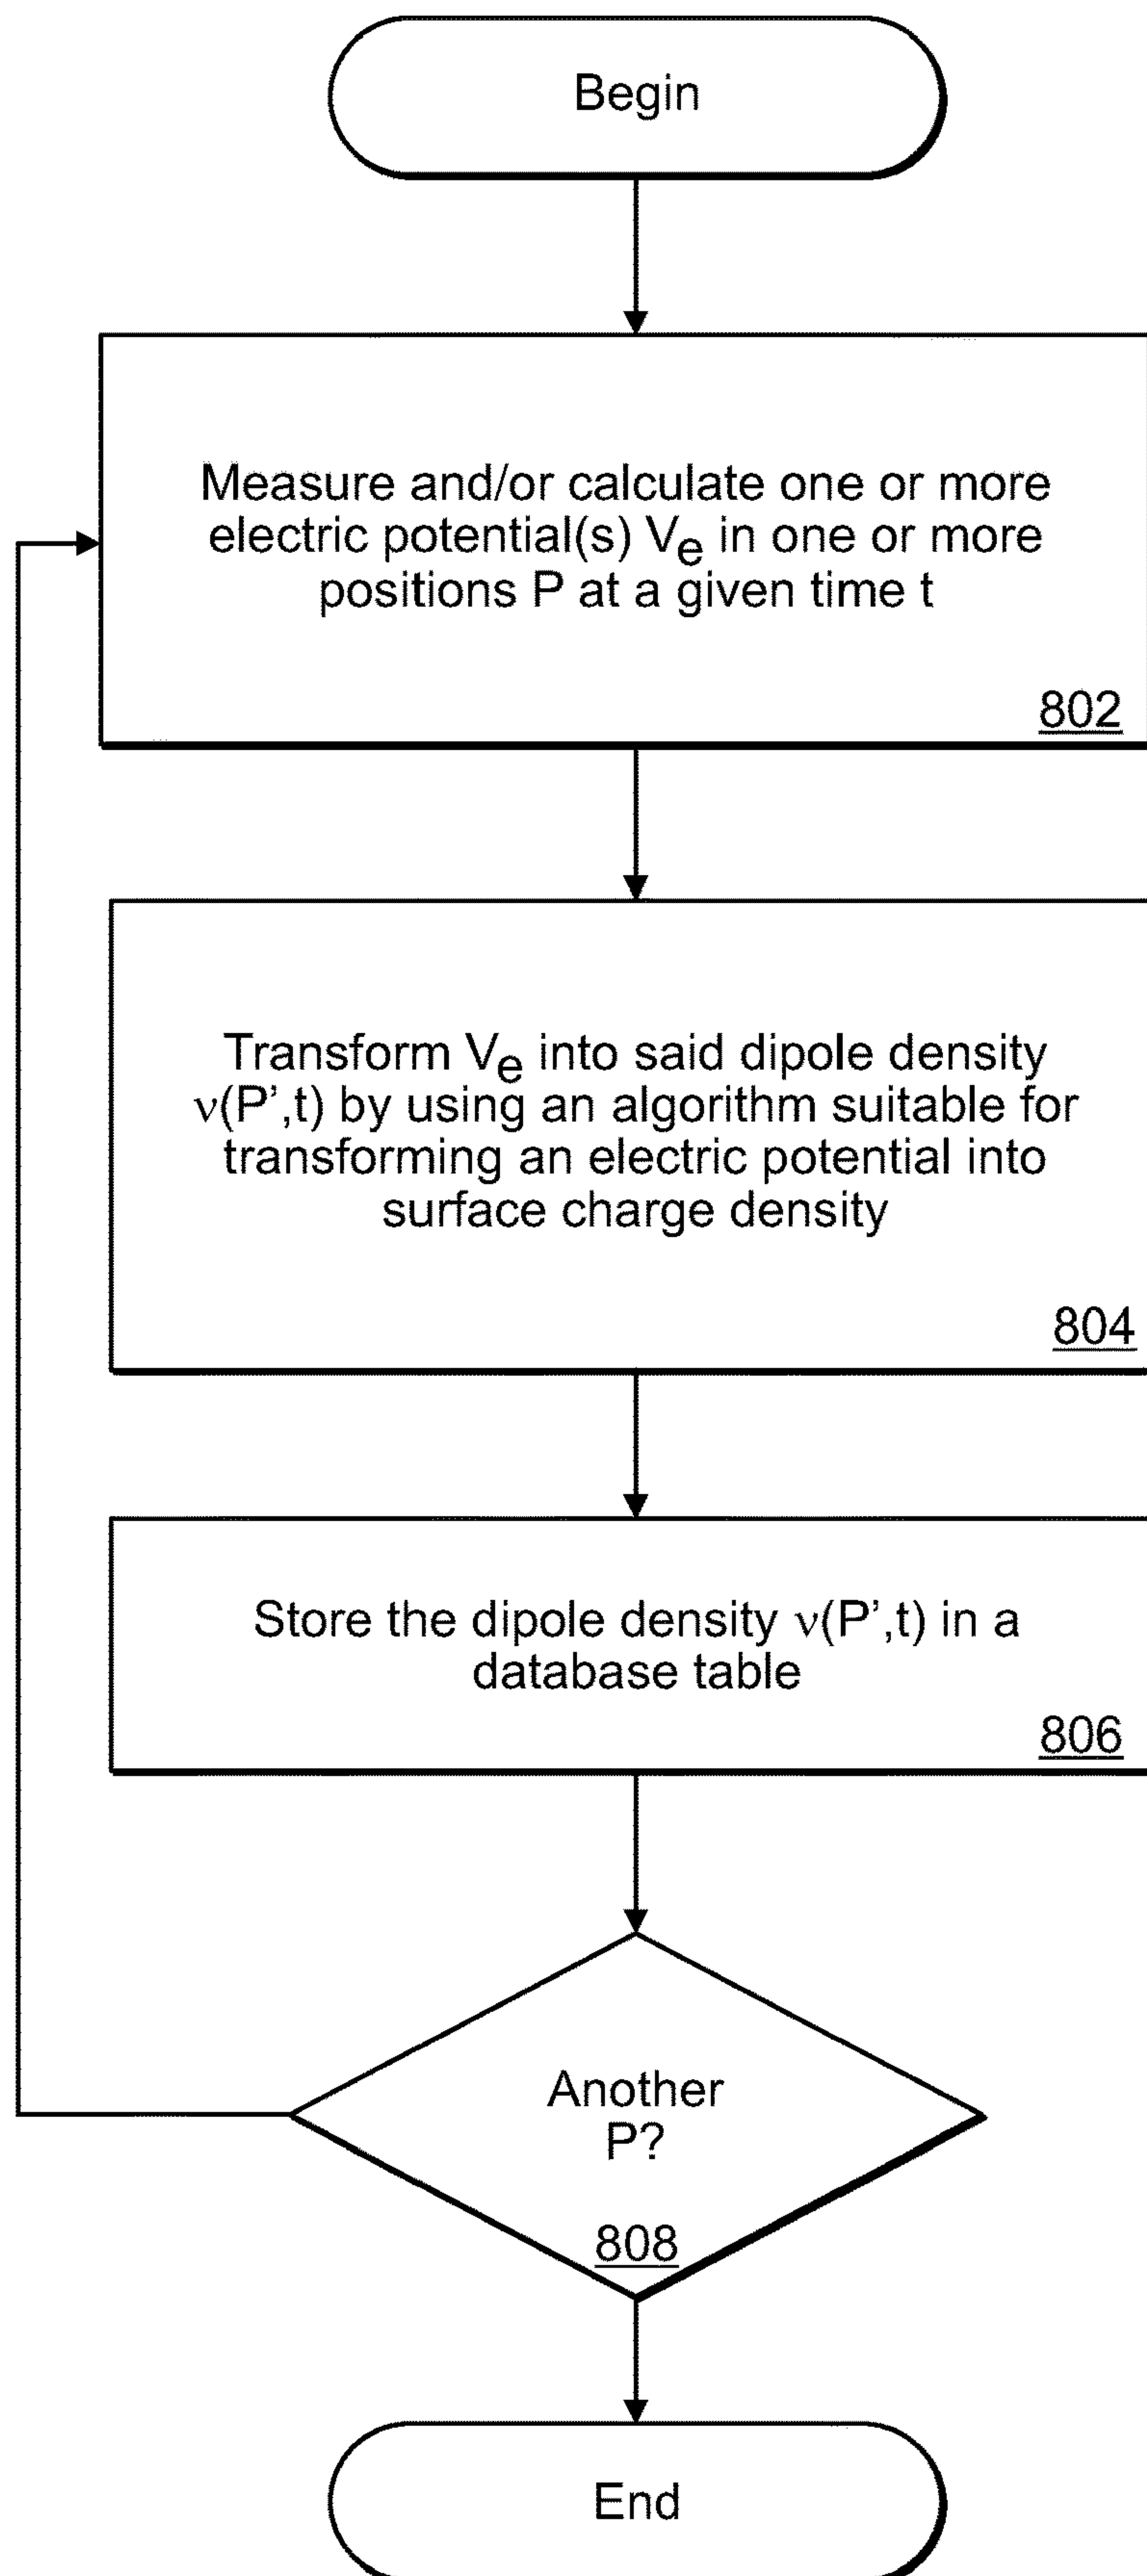 Begin
Measure and/or calculate one or more
electric potential(s) Vₑ in one or more
positions P at a given time t
802
Transform Vₑ into said dipole density
ν(P’,t) by using an algorithm suitable for
transforming an electric potential into
surface charge density
804
Store the dipole density ν(P’,t) in a
database table
806
Another
P?
808
End